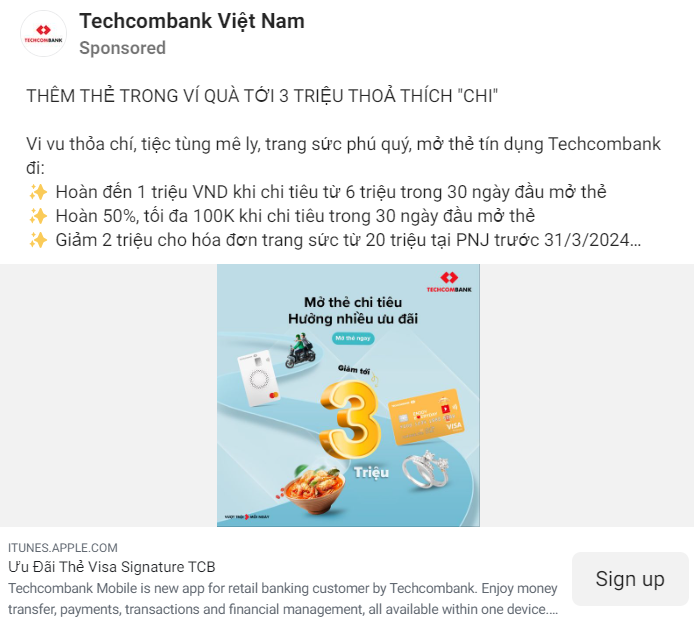 Techcombank Việt Nam
TECHCOMBANK
Sponsored
THÊM THẺ TRONG VÍ QUÀ TỚI 3 TRIỆU THOẢ THÍCH "CHI"
Vi vu thỏa chí, tiệc tùng mê ly, trang sức phú quý, mở thẻ tín dụng Techcombank
đi:
✨ Hoàn đến 1 triệu VND khi chi tiêu từ 6 triệu trong 30 ngày đầu mở thẻ
✨ Hoàn 50%, tối đa 100K khi chi tiêu trong 30 ngày đầu mở thẻ
✨ Giảm 2 triệu cho hóa đơn trang sức từ 20 triệu tại PNJ trước 31/3/2024...
TECHCOMBANK
Mở thẻ chi tiêu
Hưởng nhiều ưu đãi
Mở thẻ ngay
Giảm tới
3
Triệu
VISA
VƯỢT TRỘI MỖI NGÀY
ITUNES.APPLE.COM
Ưu Đãi Thẻ Visa Signature TCB
Techcombank Mobile is new app for retail banking customer by Techcombank. Enjoy money
transfer, payments, transactions and financial management, all available within one device....
Sign up